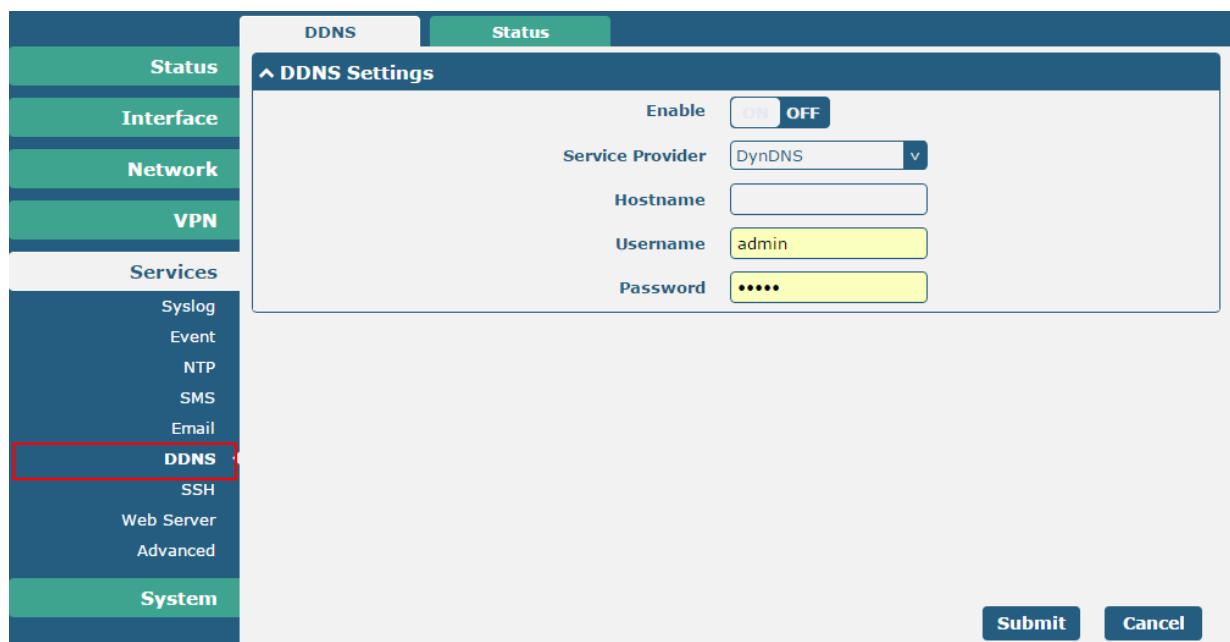 DDNS Status
Status
Interface
Network
VPN
Services
Syslog
Event
NTP
SMS
Email
DDNS
SSH
Web Server
Advanced
System
DDNS Settings
Enable ON OFF
Service Provider DynDNS v
Hostname
Username admin
Password •••••
Submit Cancel